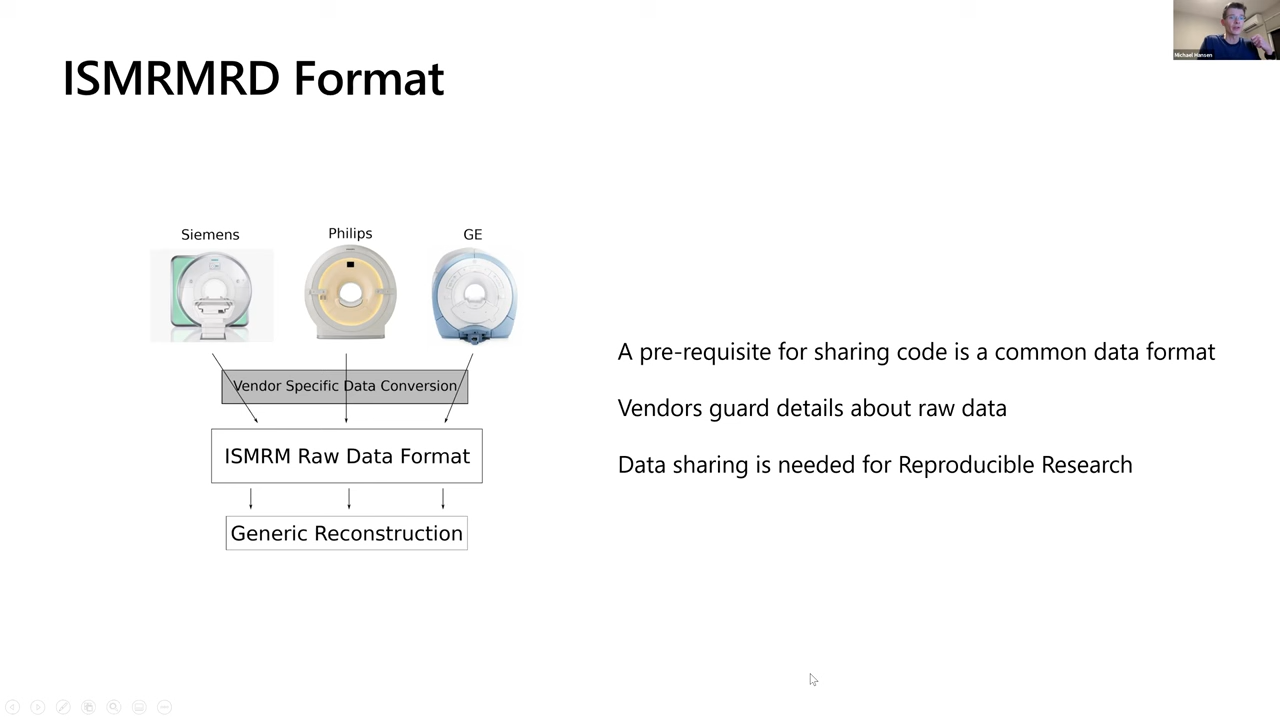 ISMRMRD Format
Michael Hansen
Siemens
Philips
GE
Vendor Specific Data Conversion
ISMRM Raw Data Format
Generic Reconstruction
A pre-requisite for sharing code is a common data format
Vendors guard details about raw data
Data sharing is needed for Reproducible Research